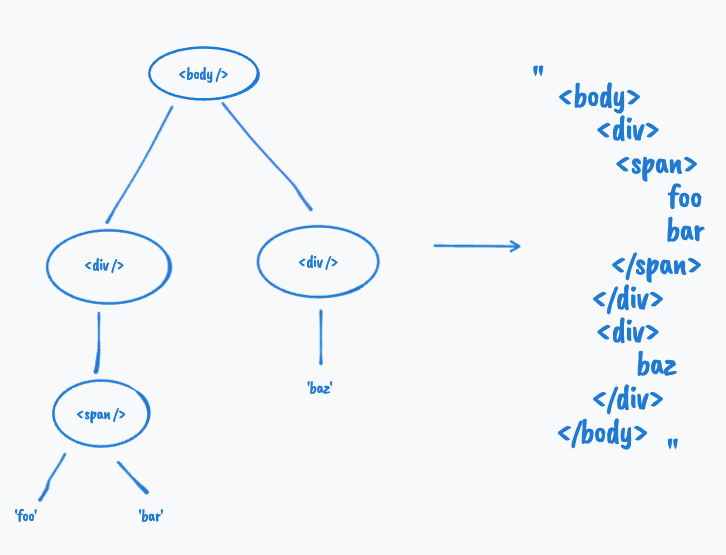 <body />
<div />
<div />
<span />
'baz'
'foo'
'bar'
"
<body>
<div>
<span>
foo
bar
</span>
</div>
<div>
baz
</div>
</body> "